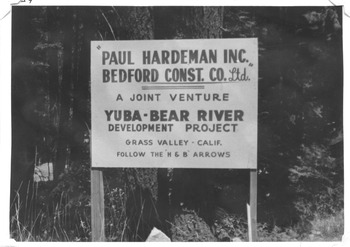 "PAUL HARDEMAN INC."
BEDFORD CONST. CO. Ltd.
A JOINT VENTURE
YUBA-BEAR RIVER
DEVELOPMENT PROJECT
GRASS VALLEY - CALIF.
FOLLOW THE "H & B" ARROWS